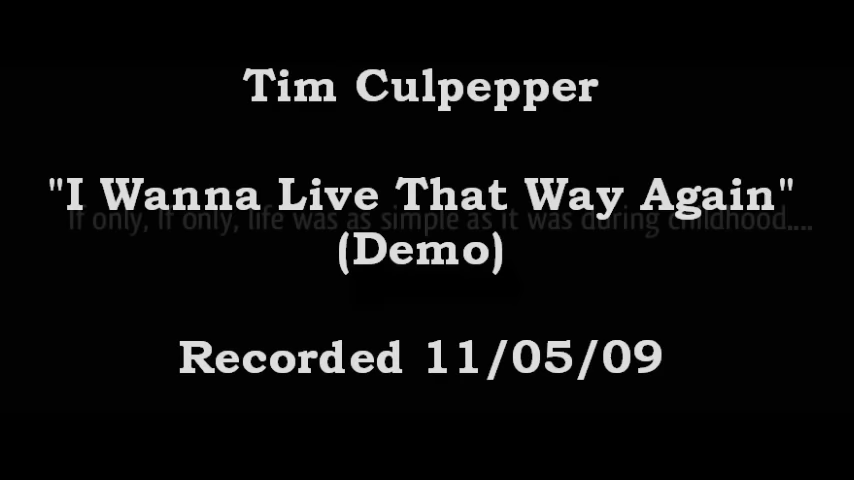 Tim Culpepper
"I Wanna Live That Way Again"
If only, if only, life was as simple as it was during childhood....
(Demo)
Recorded 11/05/09